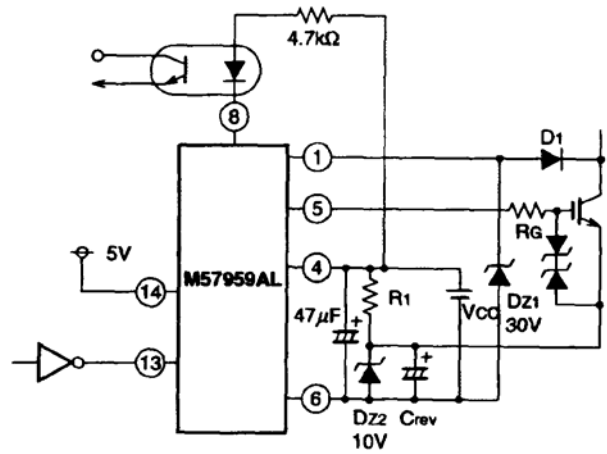 4.7kΩ
8
1
D1
5
RG
5V
M57959AL
4
14
R1
VCC
DZ1
30V
47μF
+
+
13
6
DZ2
10V
Crev